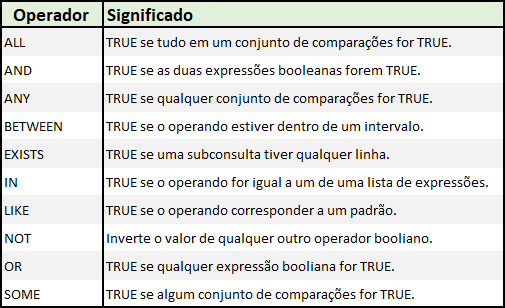 Operador Significado
ALL TRUE se tudo em um conjunto de comparações for TRUE.
AND TRUE se as duas expressões booleanas forem TRUE.
ANY TRUE se qualquer conjunto de comparações for TRUE.
BETWEEN TRUE se o operando estiver dentro de um intervalo.
EXISTS TRUE se uma subconsulta tiver qualquer linha.
IN TRUE se o operando for igual a um de uma lista de expressões.
LIKE TRUE se o operando corresponder a um padrão.
NOT Inverte o valor de qualquer outro operador booliano.
OR TRUE se qualquer expressão booliana for TRUE.
SOME TRUE se algum conjunto de comparações for TRUE.